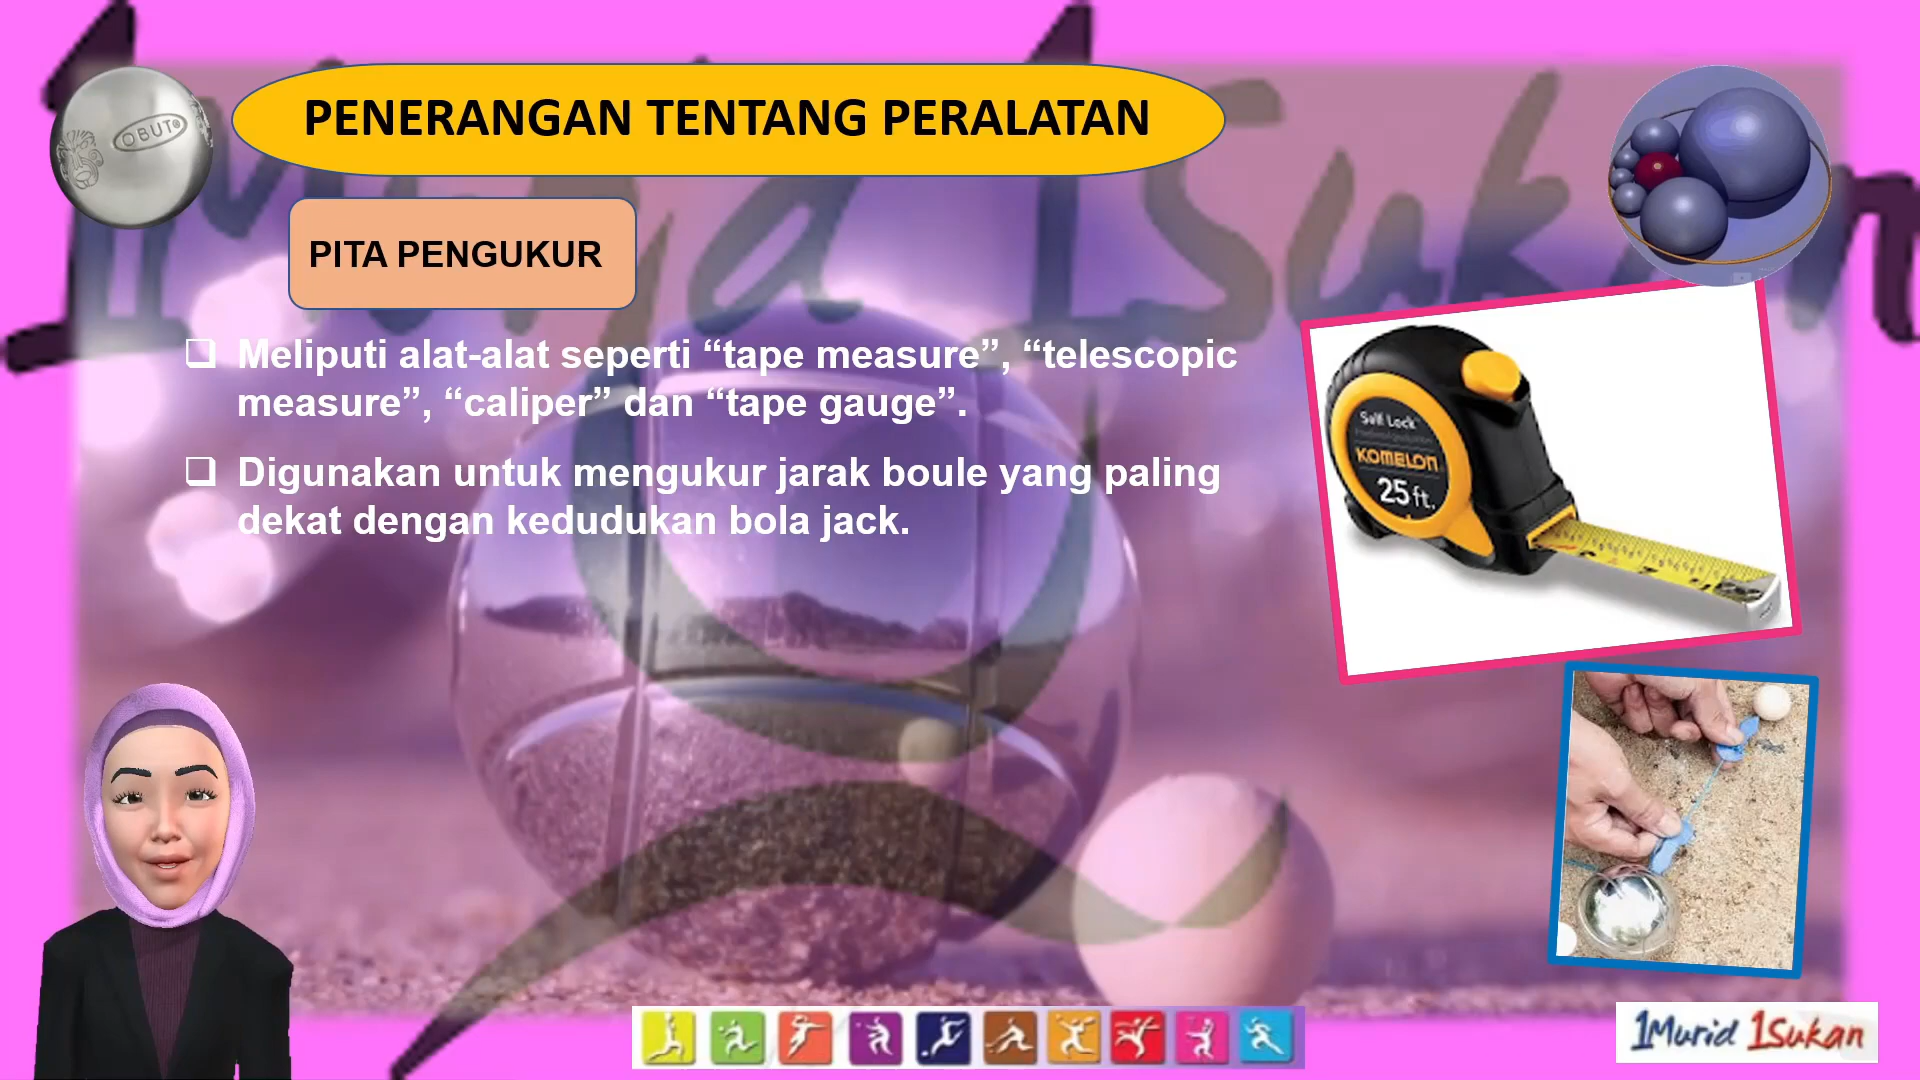 PENERANGAN TENTANG PERALATAN
OBUT®
PITA PENGUKUR
Meliputi alat-alat seperti “tape measure”, “telescopic
measure”, “caliper” dan “tape gauge”.
Digunakan untuk mengukur jarak boule yang paling
dekat dengan kedudukan bola jack.
Self Lock
KOMELON
25 ft.
1Murid 1Sukan